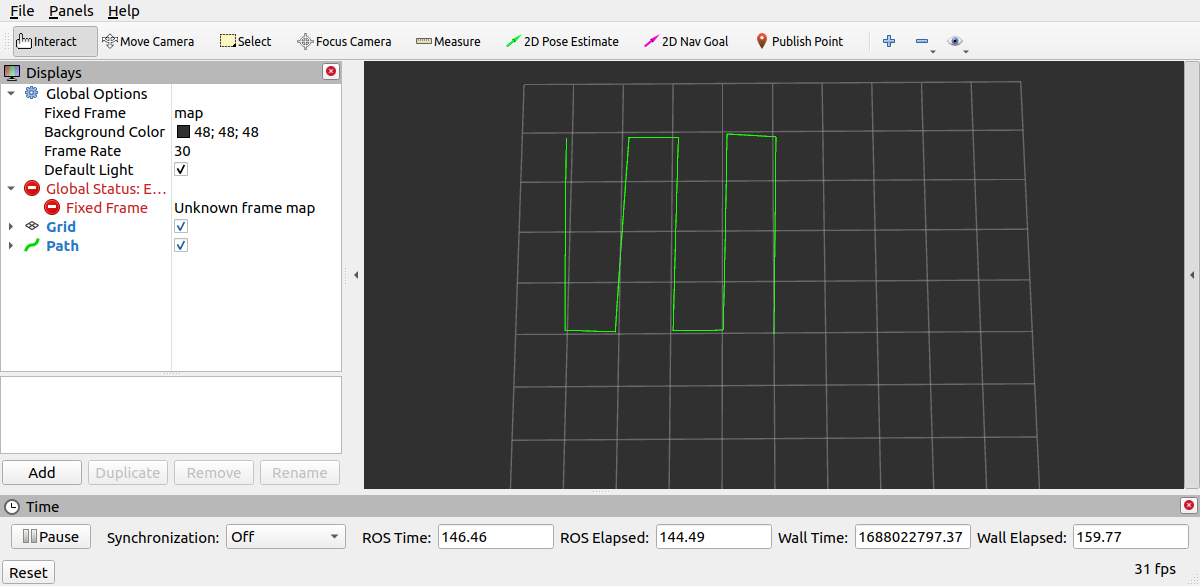 File Panels Help
Interact Move Camera Select Focus Camera Measure 2D Pose Estimate 2D Nav Goal Publish Point
Displays
Global Options
Fixed Frame map
Background Color 48; 48; 48
Frame Rate 30
Default Light
Global Status: E...
Fixed Frame Unknown frame map
Grid
Path
Add Duplicate Remove Rename
Time
Pause Synchronization: Off ROS Time: 146.46 ROS Elapsed: 144.49 Wall Time: 1688022797.37 Wall Elapsed: 159.77
Reset 31 fps